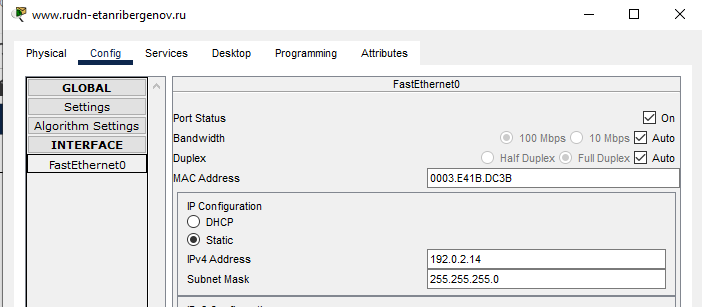 www.rudn-etanribergenov.ru
Physical Config Services Desktop Programming Attributes
GLOBAL
Settings
Algorithm Settings
INTERFACE
FastEthernet0
FastEthernet0
Port Status On
Bandwidth 100 Mbps 10 Mbps Auto
Duplex Half Duplex Full Duplex Auto
MAC Address 0003.E41B.DC3B
IP Configuration
DHCP
Static
IPv4 Address 192.0.2.14
Subnet Mask 255.255.255.0